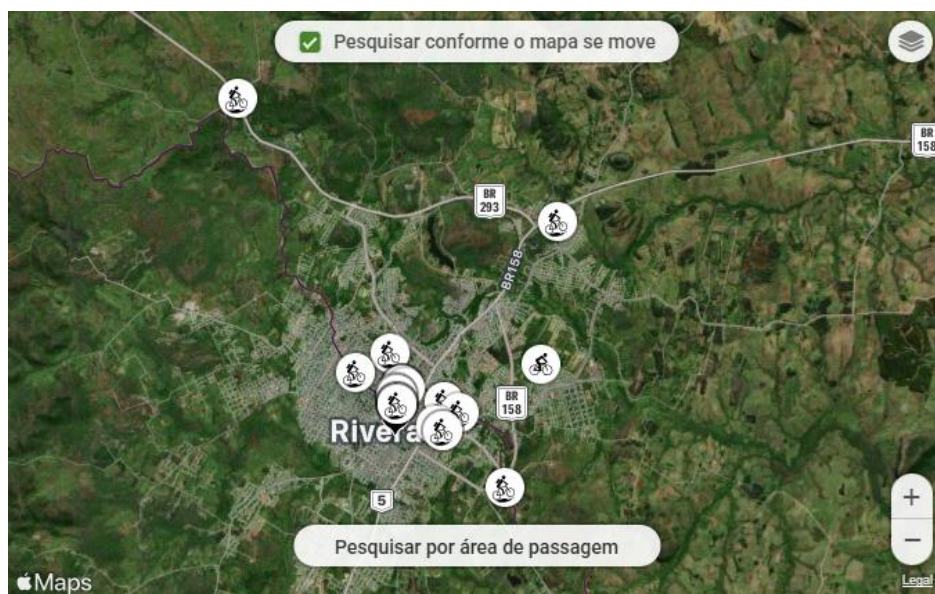 Pesquisar conforme o mapa se move
BR
158
BR
293
BR158
Rivera
BR
158
5
+
−
Pesquisar por área de passagem
Maps
Legal